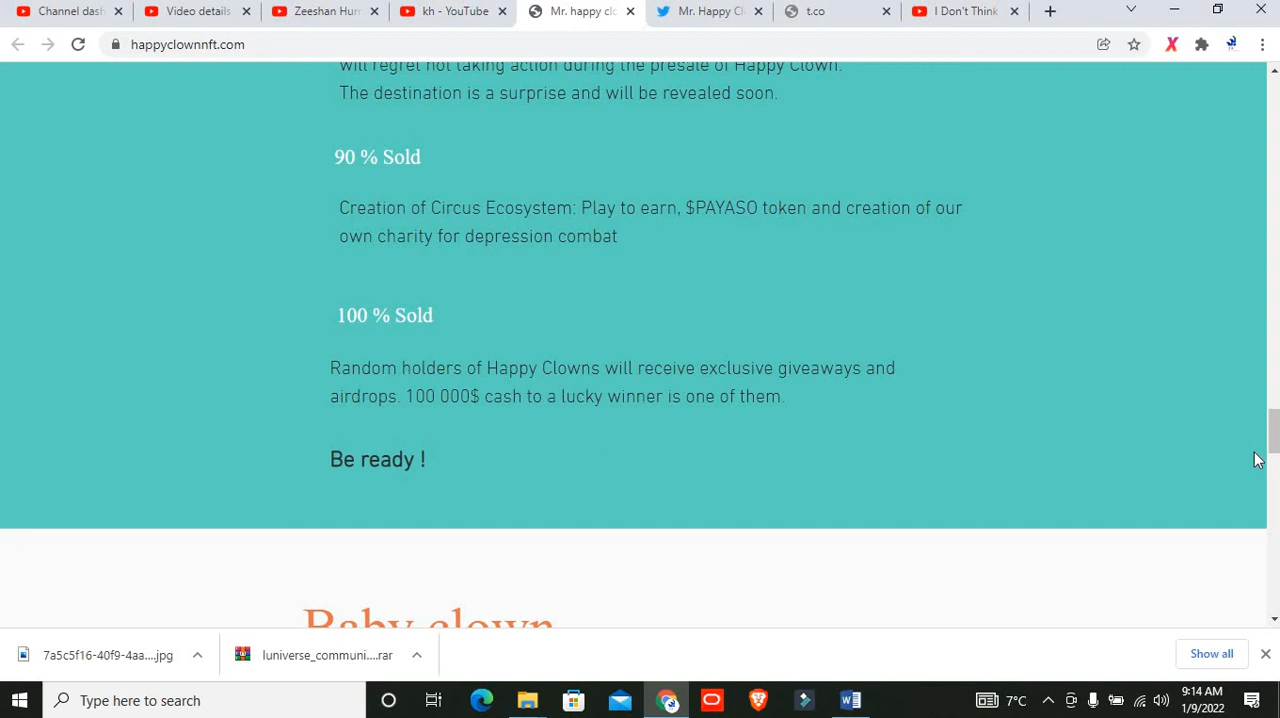 Channel dash
Video details
Zeeshan Hurr
kh - YouTube
Mr. happy clo
Mr. Happy Cl
t.co
I Don't Think
happyclownnft.com
will regret not taking action during the presale of Happy Clown.
The destination is a surprise and will be revealed soon.
90 % Sold
Creation of Circus Ecosystem: Play to earn, $PAYASO token and creation of our
own charity for depression combat
100 % Sold
Random holders of Happy Clowns will receive exclusive giveaways and
airdrops. 100 000$ cash to a lucky winner is one of them.
Be ready !
Baby clown
7a5c5f16-40f9-4aa....jpg
luniverse_communi....rar
Show all
Type here to search
7°C
9:14 AM
1/9/2022